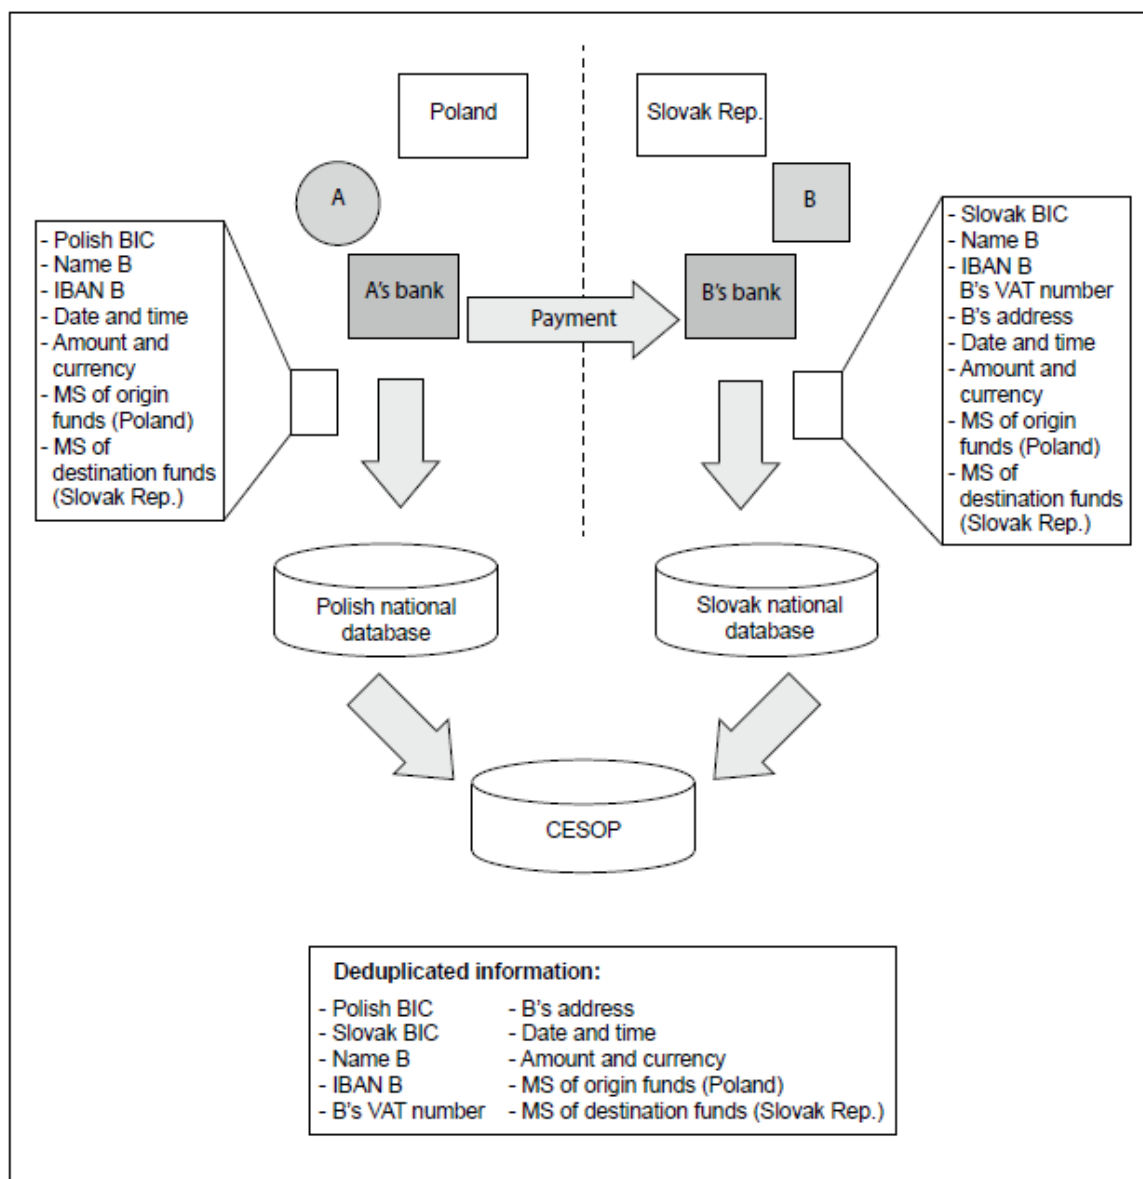 Poland
Slovak Rep.
A
B
A's bank
Payment
B's bank
- Polish BIC
- Name B
- IBAN B
- Date and time
- Amount and
currency
- MS of origin
funds (Poland)
- MS of
destination funds
(Slovak Rep.)
- Slovak BIC
- Name B
- IBAN B
B's VAT number
- B's address
- Date and time
- Amount and
currency
- MS of origin
funds (Poland)
- MS of
destination funds
(Slovak Rep.)
Polish national
database
Slovak national
database
CESOP
Deduplicated information:
- Polish BIC
- Slovak BIC
- Name B
- IBAN B
- B's VAT number
- B's address
- Date and time
- Amount and currency
- MS of origin funds (Poland)
- MS of destination funds (Slovak Rep.)